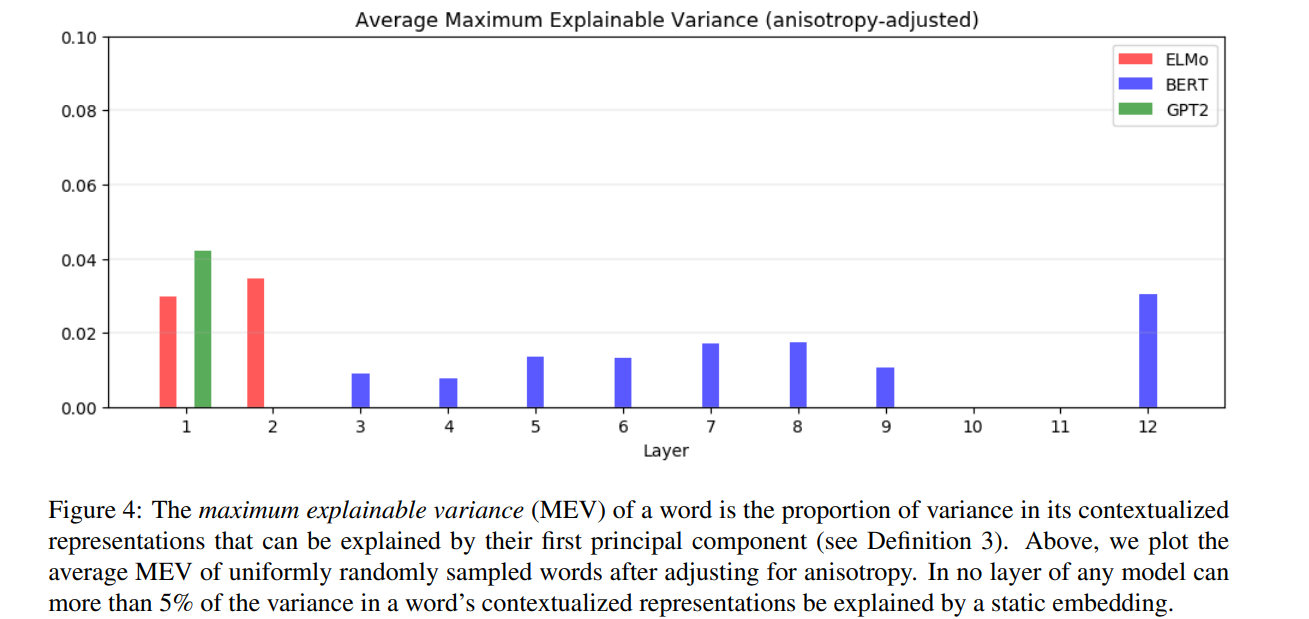 Average Maximum Explainable Variance (anisotropy-adjusted)
0.10
0.08
0.06
0.04
0.02
0.00
ELMo
BERT
GPT2
1 2 3 4 5 6 7 8 9 10 11 12
Layer
Figure 4: The maximum explainable variance (MEV) of a word is the proportion of variance in its contextualized
representations that can be explained by their first principal component (see Definition 3). Above, we plot the
average MEV of uniformly randomly sampled words after adjusting for anisotropy. In no layer of any model can
more than 5% of the variance in a word's contextualized representations be explained by a static embedding.